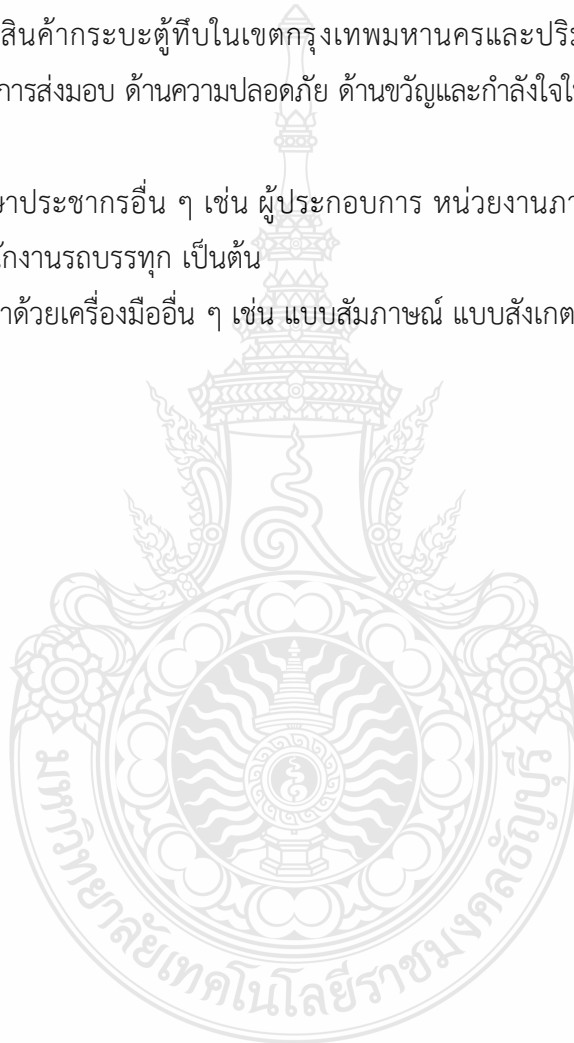 สินค้ากระบะตู้ทึบในเขตกรุงเทพมหานครและปริม
การส่งมอบ ด้านความปลอดภัย ด้านขวัญและกำลังใจใ
ษาประชากรอื่น ๆ เช่น ผู้ประกอบการ หน่วยงานภา
นักงานรถบรรทุก เป็นต้น
าด้วยเครื่องมืออื่น ๆ เช่น แบบสัมภาษณ์ แบบสังเกต
มหาวิทยาลัยเทคโนโลยีราชมงคลธัญบุรี